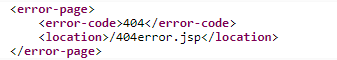 <error-page>
    <error-code>404</error-code>
    <location>/404error.jsp</location>
</error-page>